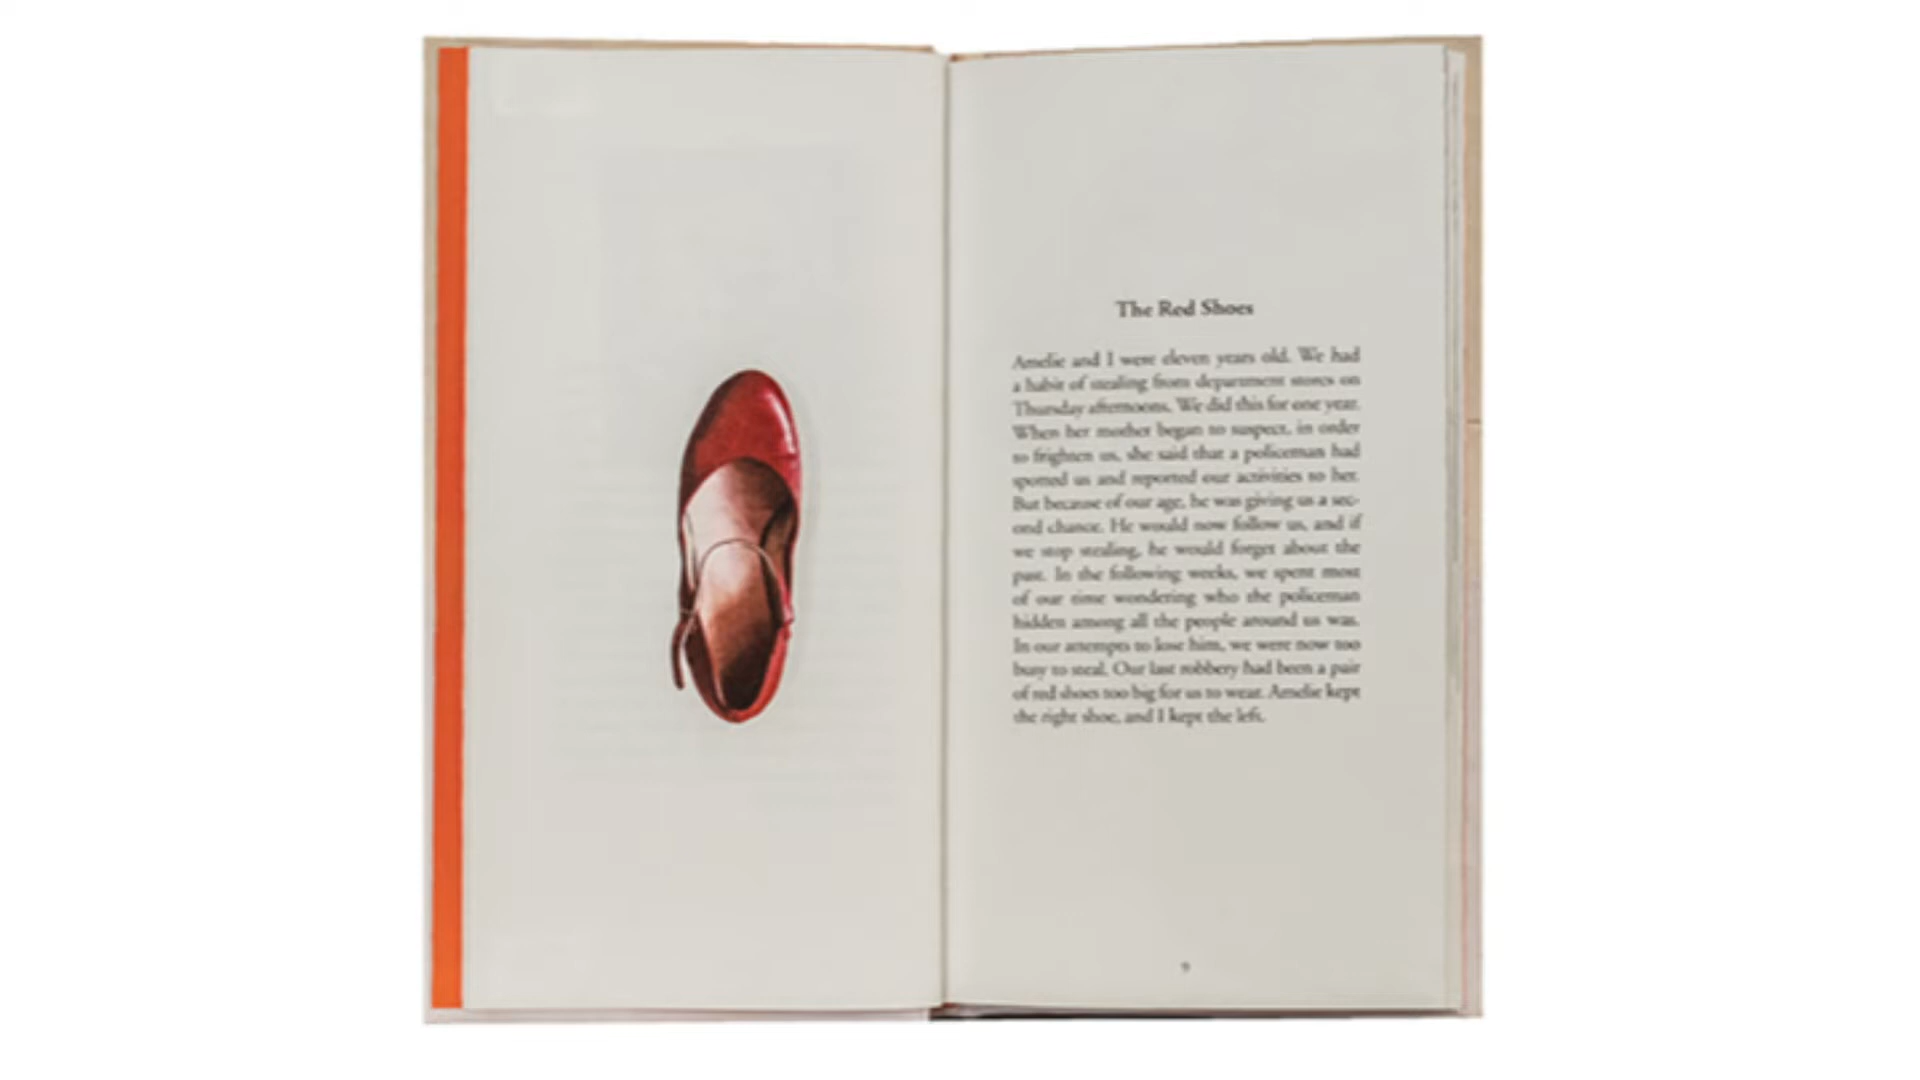 The Red Shoes
Amelie and I were eleven years old. We had
a habit of stealing from department stores on
Thursday afternoons. We did this for one year.
When her mother began to suspect, in order
to frighten us, she said that a policeman had
spotted us and reported our activities to her.
But because of our age, he was giving us a sec-
ond chance. He would now follow us, and if
we stop stealing, he would forget about the
past. In the following weeks, we spent most
of our time wondering who the policeman
hidden among all the people around us was.
In our attempts to lose him, we were now too
busy to steal. Our last robbery had been a pair
of red shoes too big for us to wear. Amelie kept
the right shoe, and I kept the left.
9